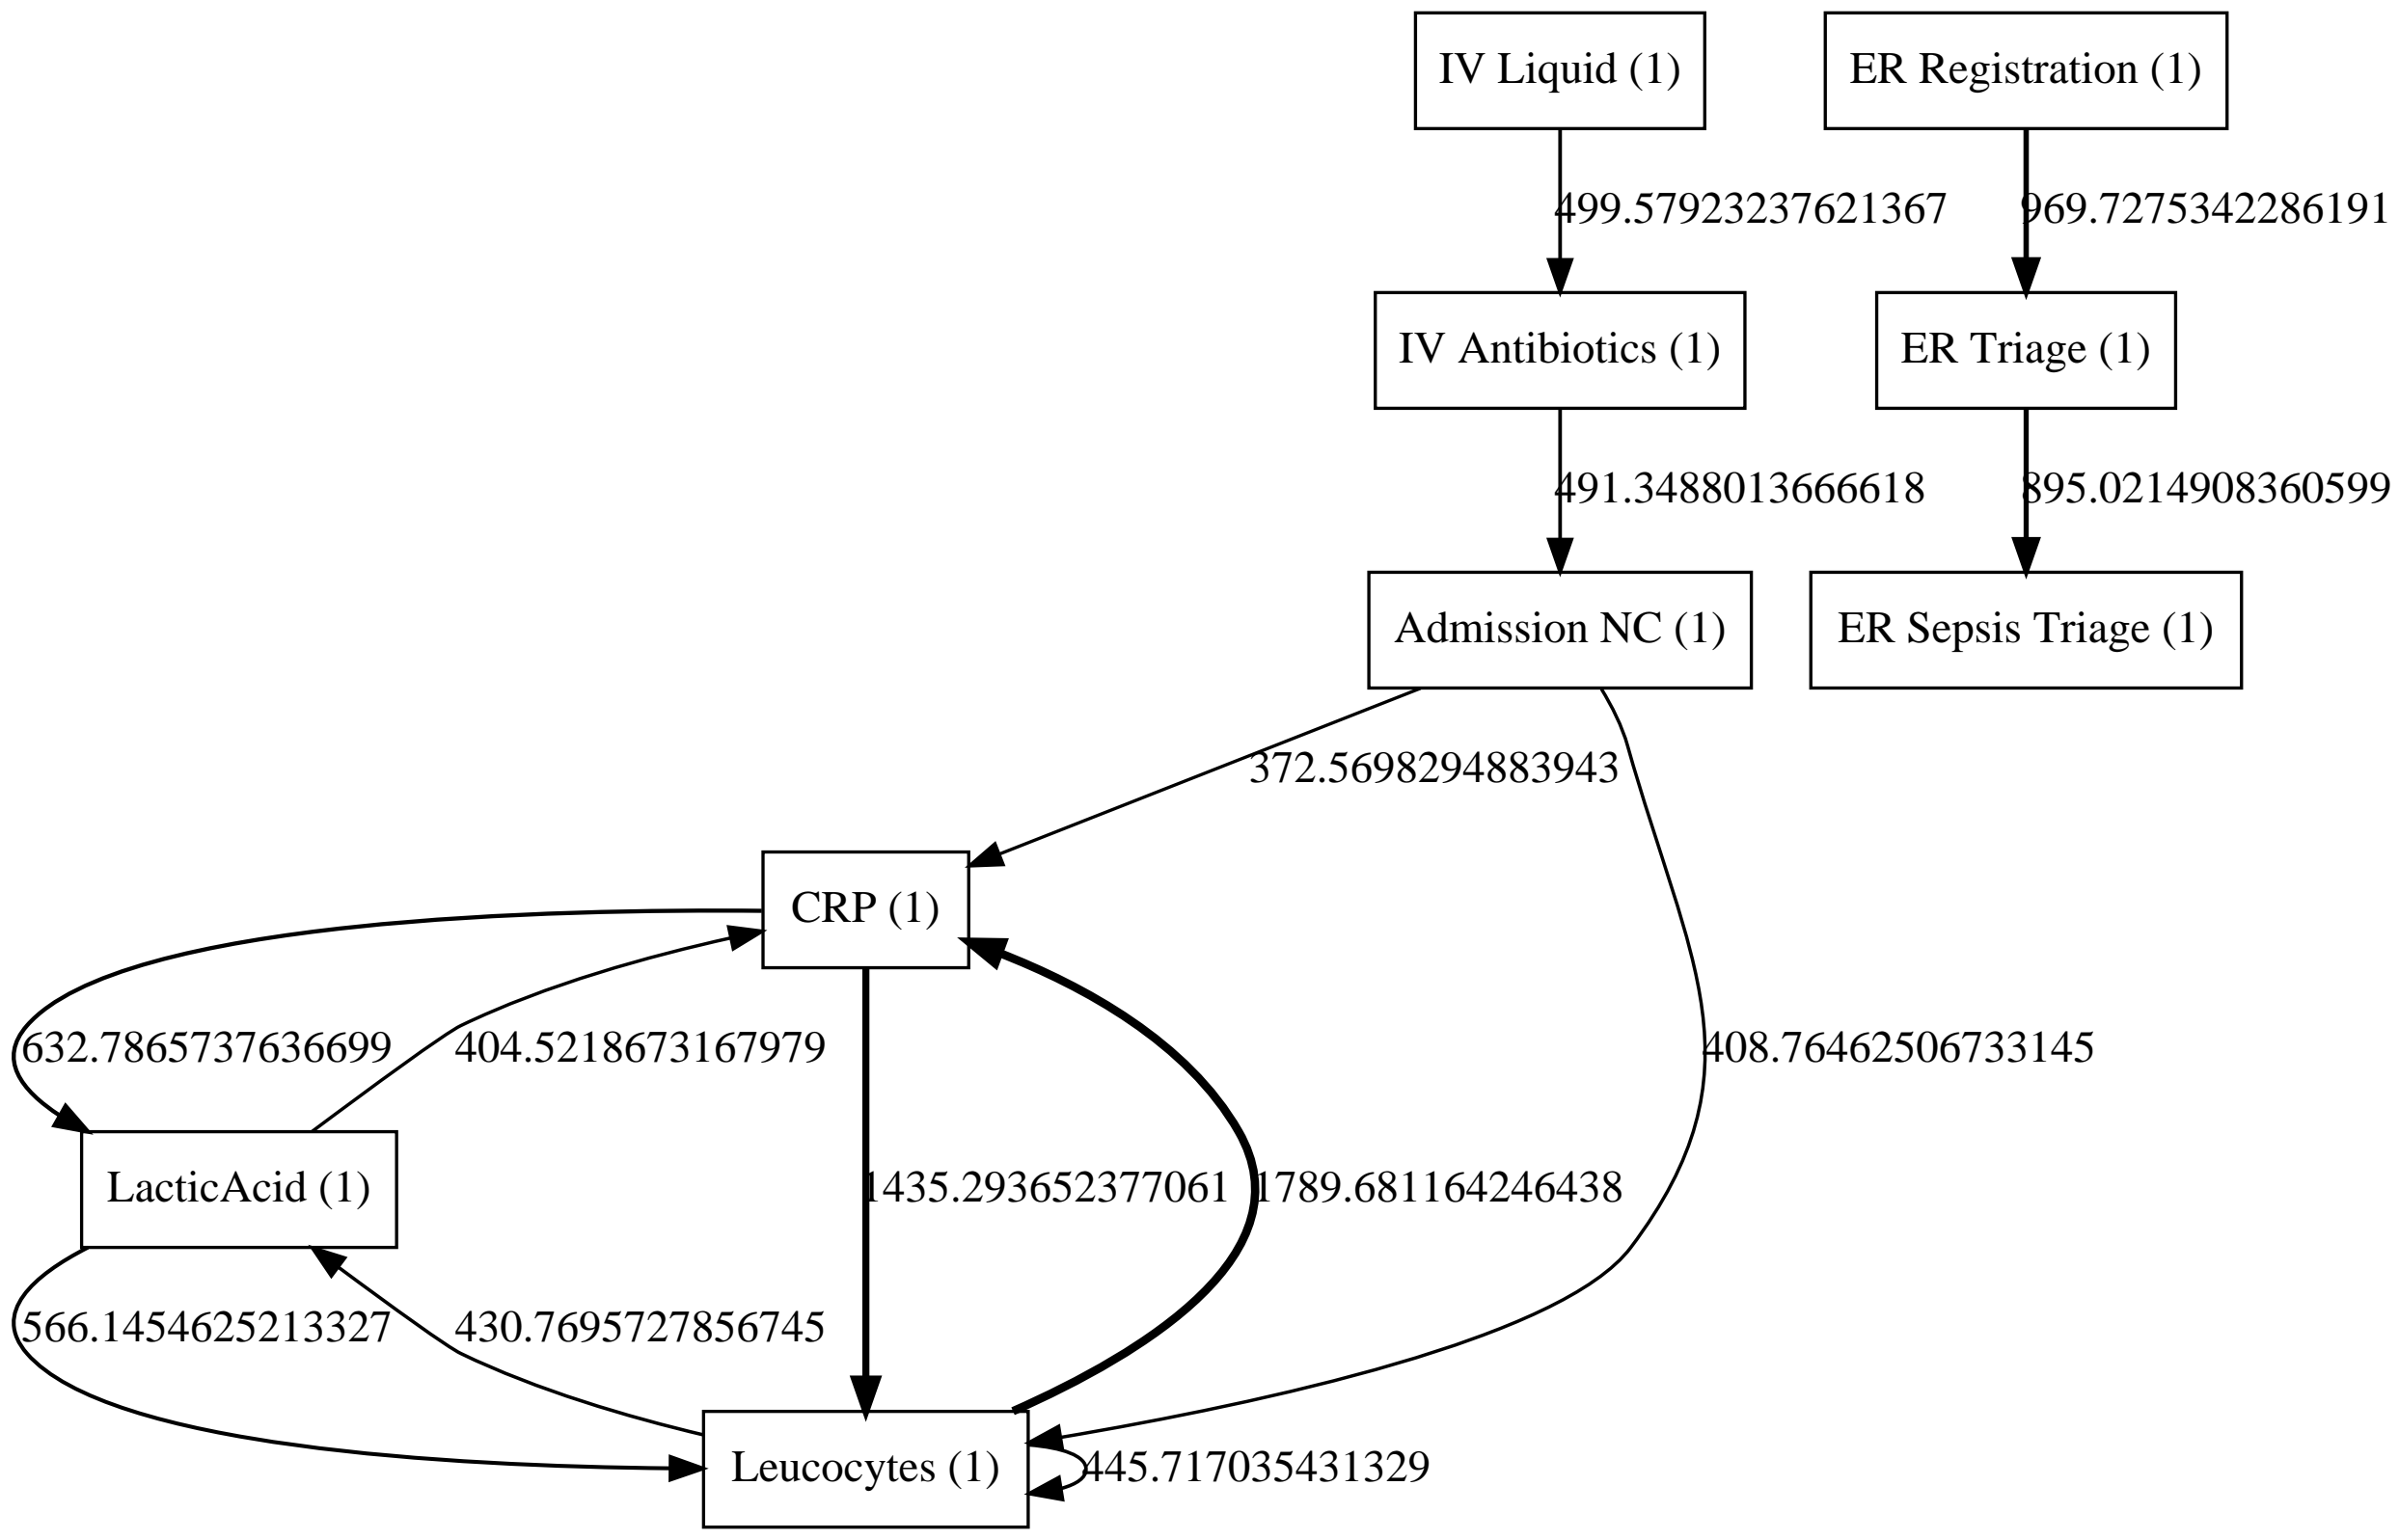 IV Liquid (1)
ER Registration (1)
499.57923237621367
969.7275342286191
IV Antibiotics (1)
ER Triage (1)
491.3488013666618
895.0214908360599
Admission NC (1)
ER Sepsis Triage (1)
372.5698294883943
CRP (1)
632.7865737636699
404.5218673167979
408.76462506733145
LacticAcid (1)
1435.293652377061
1789.681164246438
566.1454625213327
430.7695727856745
Leucocytes (1)
445.717035431329